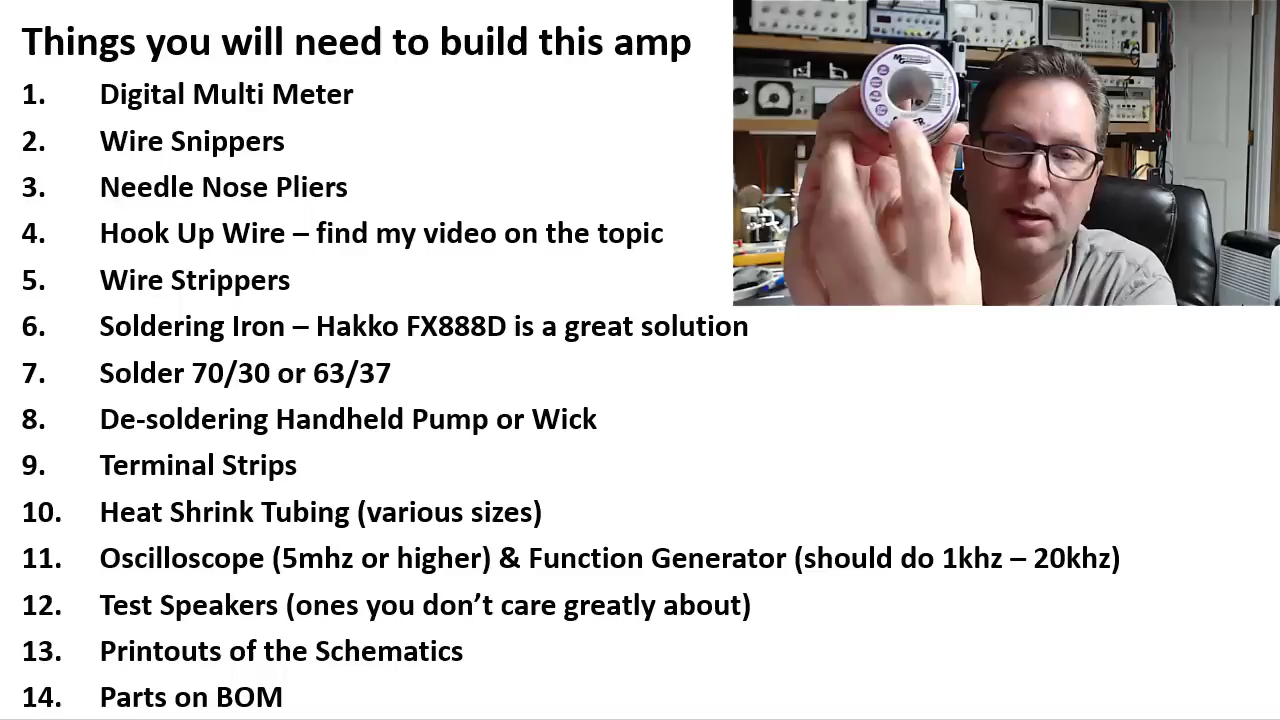 Things you will need to build this amp
1. Digital Multi Meter
2. Wire Snippers
3. Needle Nose Pliers
4. Hook Up Wire – find my video on the topic
5. Wire Strippers
6. Soldering Iron – Hakko FX888D is a great solution
7. Solder 70/30 or 63/37
8. De-soldering Handheld Pump or Wick
9. Terminal Strips
10. Heat Shrink Tubing (various sizes)
11. Oscilloscope (5mhz or higher) & Function Generator (should do 1khz – 20khz)
12. Test Speakers (ones you don’t care greatly about)
13. Printouts of the Schematics
14. Parts on BOM